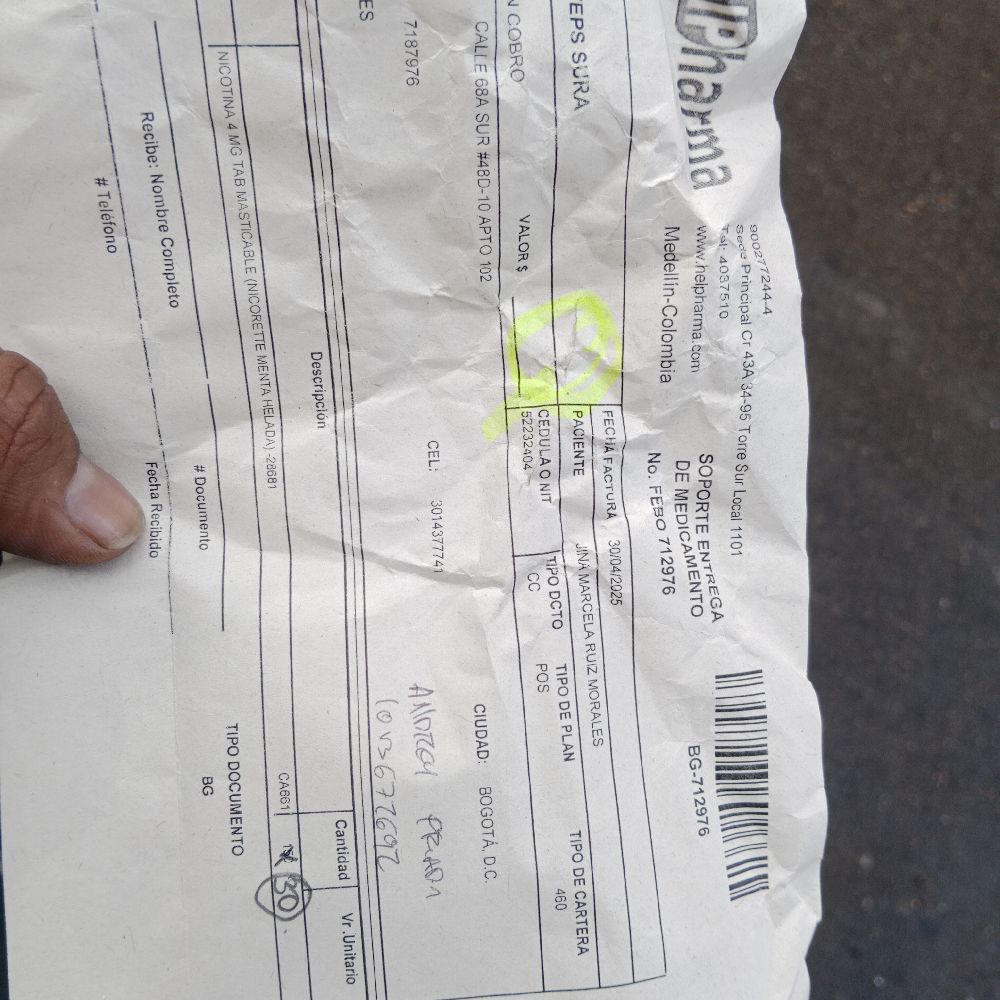 Pharma
900277244-4
Sede Principal Cr 43A 34-95 Torre Sur Local 1101
Tel: 4037510
www.helpharma.com
Medellin-Colombia
SOPORTE ENTREGA
DE MEDICAMENTO
No. FEBO 712976
BG-712976
FECHA FACTURA 30/04/2025
EPS SURA
PACIENTE JINA MARCELA RUIZ MORALES
CEDULA O NIT TIPO DCTO TIPO DE PLAN TIPO DE CARTERA
52232404 CC POS 460
N COBRO VALOR $
CALLE 68A SUR #48D-10 APTO 102 CIUDAD: BOGOTÁ, D.C.
7187976 CEL: 3014377741
PRADA
ES
Descripción Cantidad Vr .Unitario
NICOTINA 4 MG TAB MASTICABLE (NICORETTE MENTA HELADA) -28681 CA661 30
Recibe: Nombre Completo # Documento TIPO DOCUMENTO
BG
# Teléfono Fecha Recibido